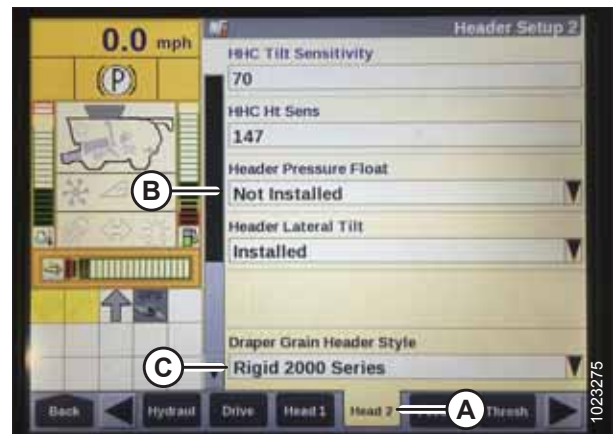 0.0 mph
Header Setup 2
(P)
HHC Tilt Sensitivity
70
HHC Ht Sens
147
Header Pressure Float
B
Not Installed
Header Lateral Tilt
Installed
Draper Grain Header Style
C
Rigid 2000 Series
Back
Hydraul
Drive
Head 1
Head 2
A
Thresh
1023275